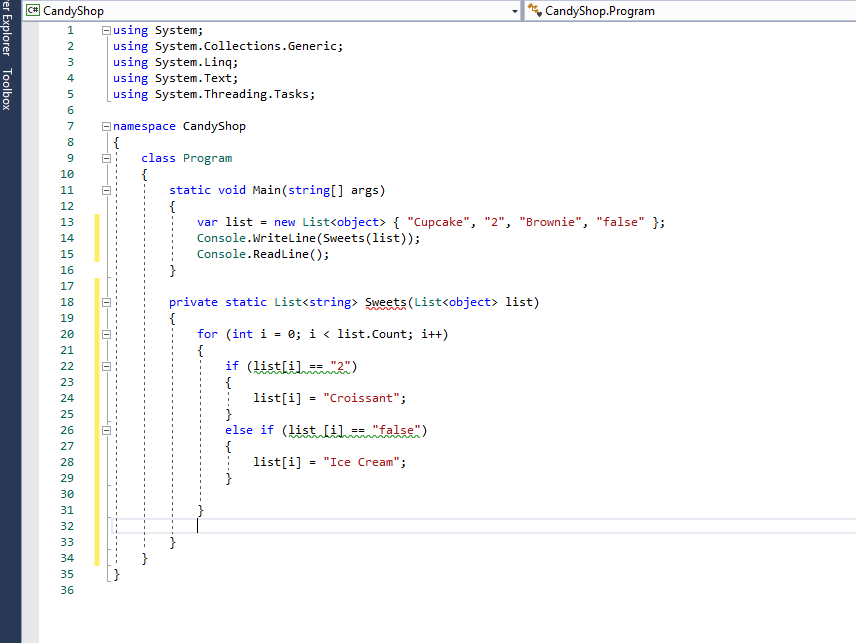 er Explorer
Toolbox
C# CandyShop
CandyShop.Program
1 using System;
2 using System.Collections.Generic;
3 using System.Linq;
4 using System.Text;
5 using System.Threading.Tasks;
6
7 namespace CandyShop
8 {
9 class Program
10 {
11 static void Main(string[] args)
12 {
13 var list = new List<object> { "Cupcake", "2", "Brownie", "false" };
14 Console.WriteLine(Sweets(list));
15 Console.ReadLine();
16 }
17
18 private static List<string> Sweets(List<object> list)
19 {
20 for (int i = 0; i < list.Count; i++)
21 {
22 if (list[i] == "2")
23 {
24 list[i] = "Croissant";
25 }
26 else if (list [i] == "false")
27 {
28 list[i] = "Ice Cream";
29 }
30
31 }
32
33 }
34 }
35 }
36